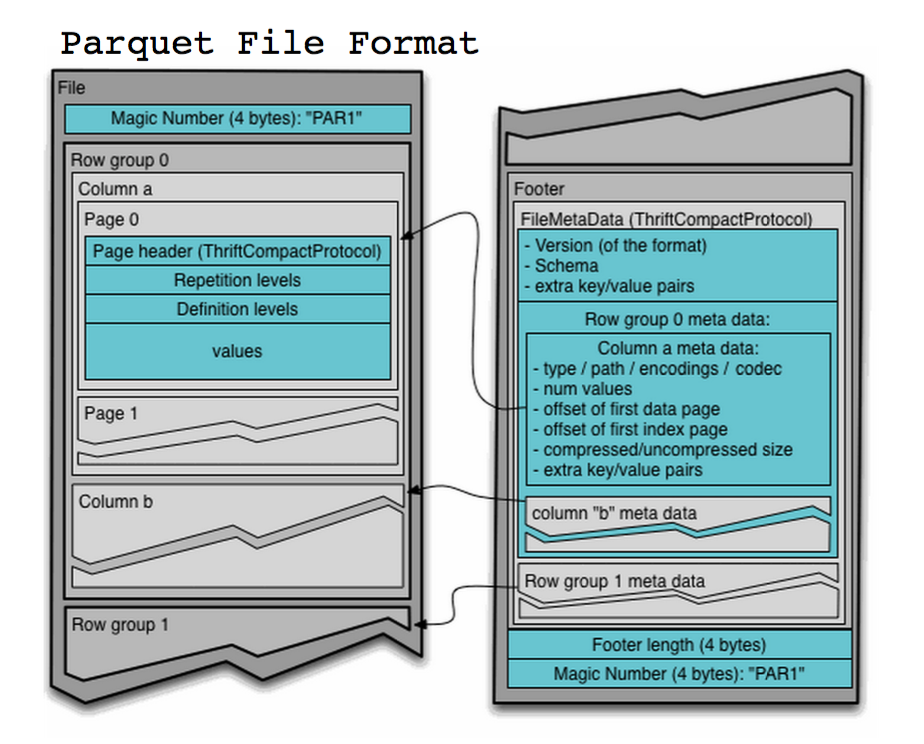 Parquet File Format
File
Magic Number (4 bytes): "PAR1"
Row group 0
Column a
Page 0
Page header (ThriftCompactProtocol)
Repetition levels
Definition levels
values
Page 1
Column b
Row group 1
Footer
FileMetaData (ThriftCompactProtocol)
- Version (of the format)
- Schema
- extra key/value pairs
Row group 0 meta data:
Column a meta data:
- type / path / encodings / codec
- num values
- offset of first data page
- offset of first index page
- compressed/uncompressed size
- extra key/value pairs
column "b" meta data
Row group 1 meta data
Footer length (4 bytes)
Magic Number (4 bytes): "PAR1"